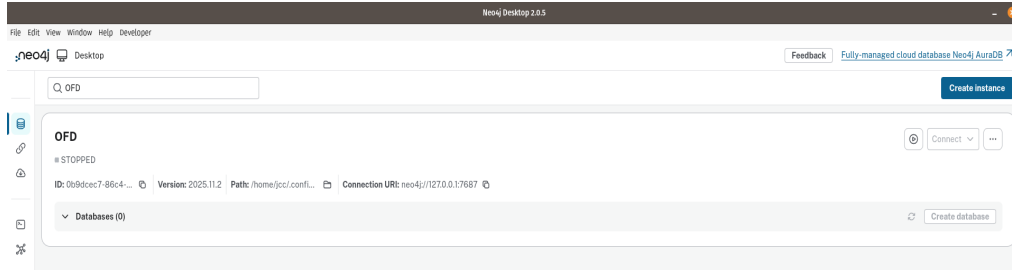 Neo4j Desktop 2.0.5
File Edit View Window Help Developer
:neo4j Desktop Feedback Fully-managed cloud database Neo4j AuraDB
OFD Create instance
OFD Connect
STOPPED
ID: 0b9dcec7-86c4-... Version: 2025.11.2 Path: /home/jcc/.confi... Connection URI: neo4j://127.0.0.1:7687
Databases (0) Create database